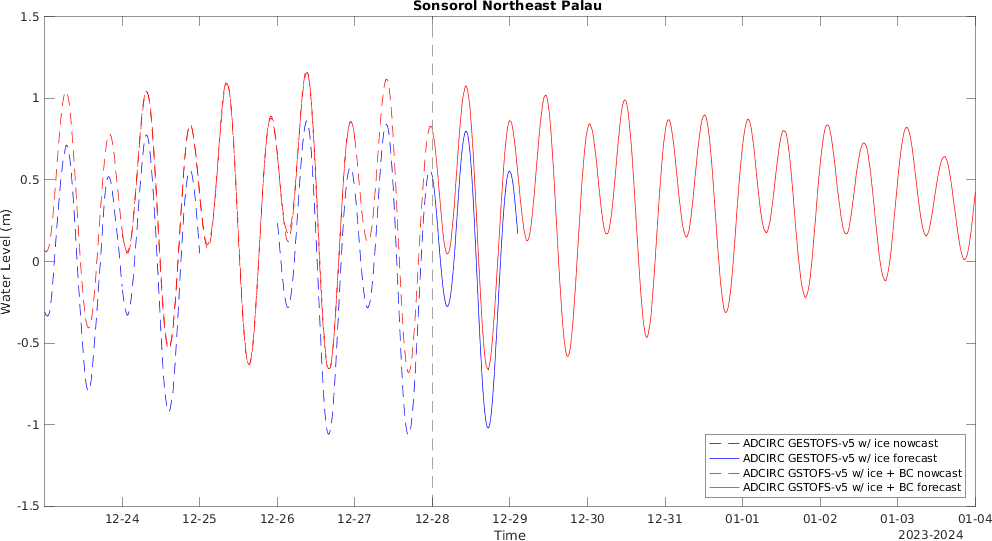 Sonsorol Northeast Palau
1.5
1
0.5
0
-0.5
-1
-1.5
Water Level (m)
ADCIRC GESTOFS-v5 w/ ice nowcast
ADCIRC GESTOFS-v5 w/ ice forecast
ADCIRC GSTOFS-v5 w/ ice + BC nowcast
ADCIRC GSTOFS-v5 w/ ice + BC forecast
12-24 12-25 12-26 12-27 12-28 12-29 12-30 12-31 01-01 01-02 01-03 01-04
Time
2023-2024